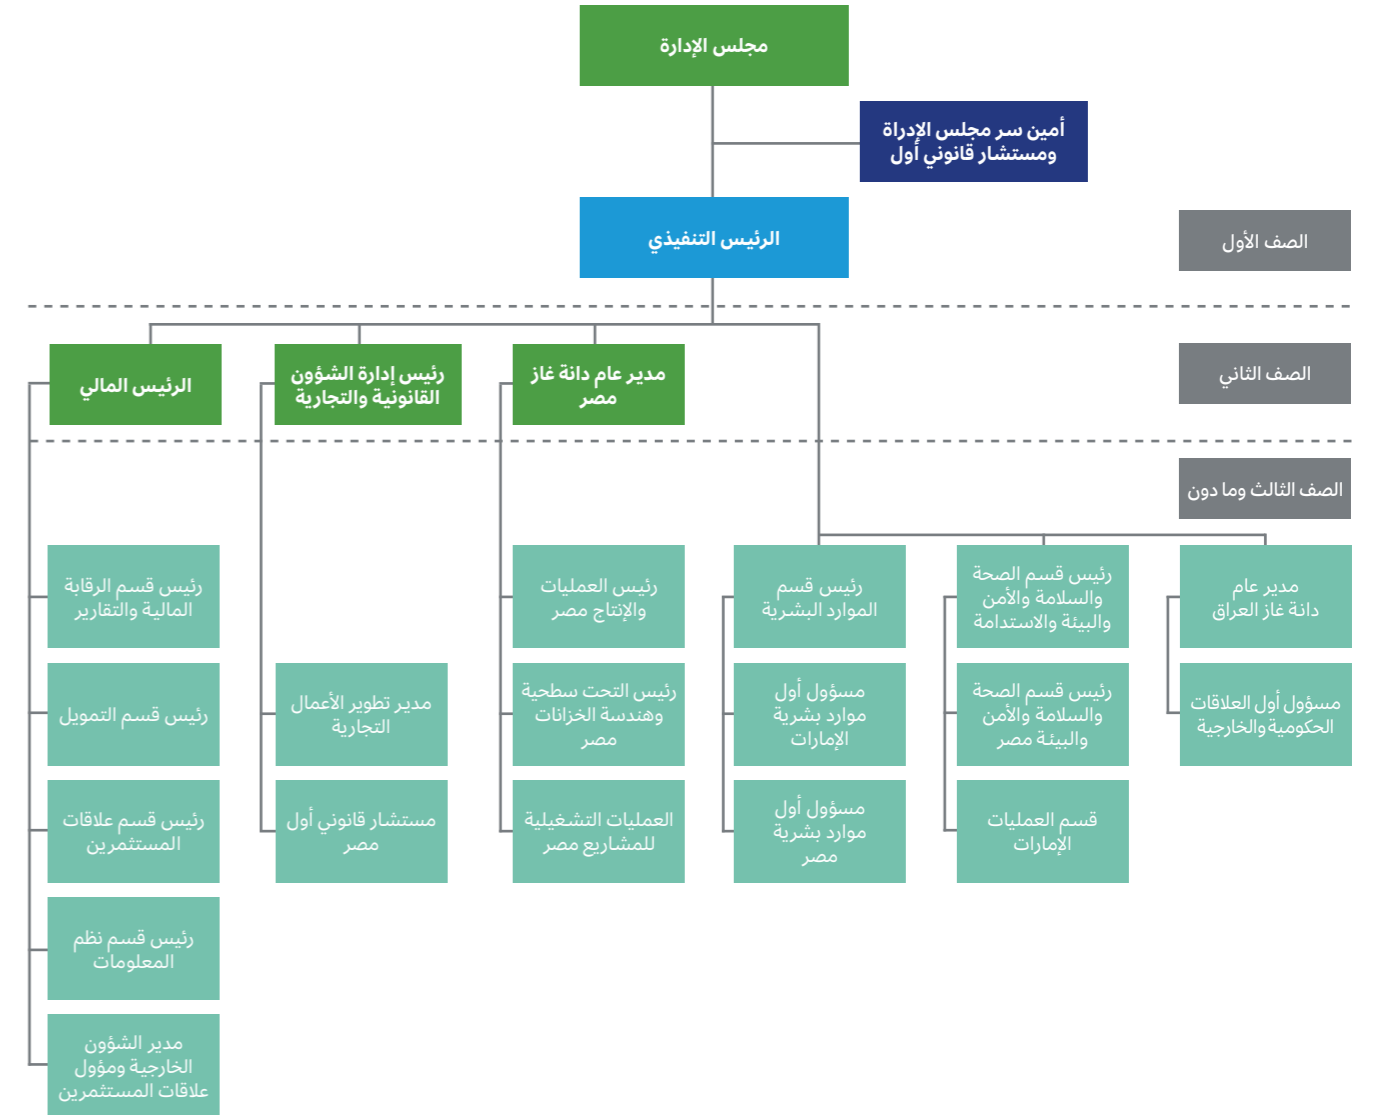 مجلس الإدارة
أمين سر مجلس الإدراة
ومستشار قانوني أول
الرئيس التنفيذي
الصف الأول
الصف الثاني
مدير عام دانة غاز
مصر
رئيس إدارة الشؤون
القانونية والتجارية
الرئيس المالي
الصف الثالث وما دون
مدير عام
دانة غاز العراق
مسؤول أول العلاقات
الحكومية والخارجية
رئيس قسم الصحة
والسلامة والأمن
والبيئة والاستدامة
رئيس قسم الصحة
والسلامة والأمن
والبيئة مصر
قسم العمليات
الإمارات
رئيس قسم
الموارد البشرية
مسؤول أول
موارد بشرية
الإمارات
مسؤول أول
موارد بشرية
مصر
رئيس العمليات
والإنتاج مصر
رئيس التحت سطحية
وهندسة الخزانات
مصر
العمليات التشغيلية
للمشاريع مصر
مدير تطوير الأعمال
التجارية
مستشار قانوني أول
مصر
رئيس قسم الرقابة
المالية والتقارير
رئيس قسم التمويل
رئيس قسم علاقات
المستثمرين
رئيس قسم نظم
المعلومات
مدير الشؤون
الخارجية ومؤول
علاقات المستثمرين